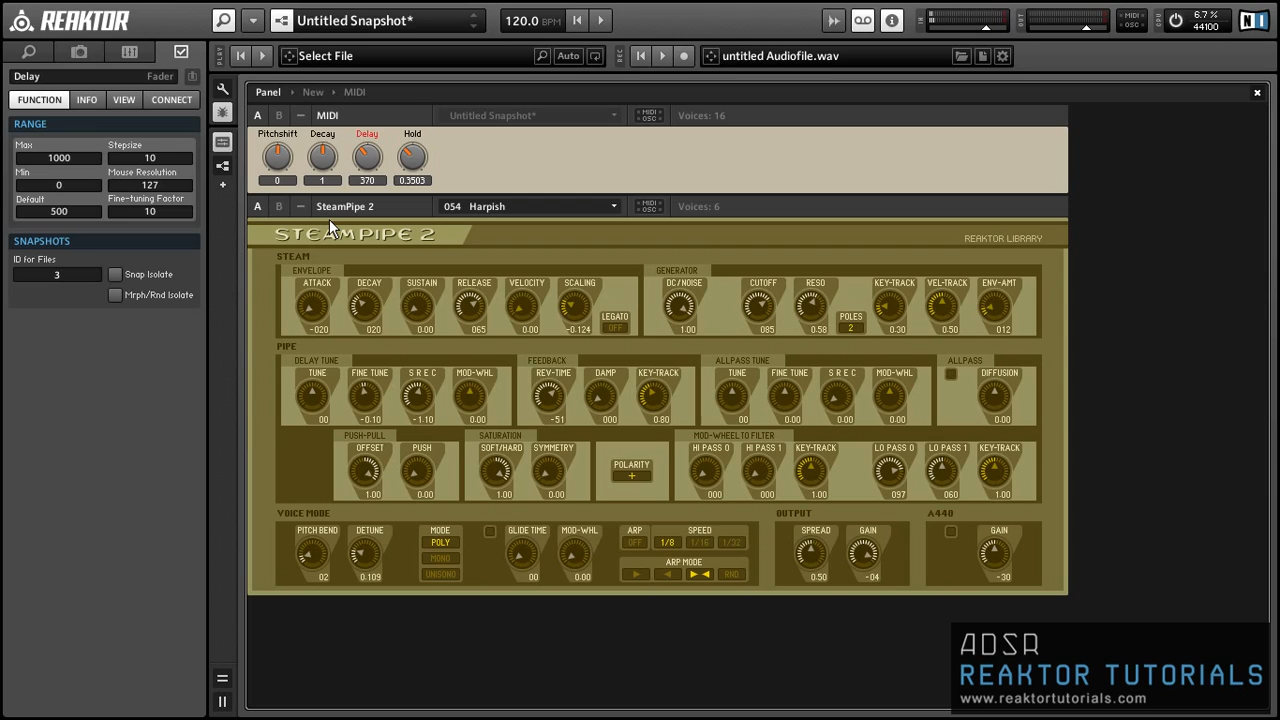 REAKTOR Untitled Snapshot* 120.0 BPM MIDI OSC 6.7 % 44100 IN OUT CPU
PLAY Select File Auto REC untitled Audiofile.wav
Delay Fader
FUNCTION INFO VIEW CONNECT
RANGE
Max Stepsize
1000 10
Min Mouse Resolution
0 127
Default Fine-tuning Factor
500 10
SNAPSHOTS
ID for Files
3 Snap Isolate
Mrph/Rnd Isolate
Panel New MIDI
A B MIDI Untitled Snapshot* MIDI OSC Voices: 16
Pitchshift Decay Delay Hold
0 1 370 0.3503
A B SteamPipe 2 054 Harpish MIDI OSC Voices: 6
STEAMPIPE 2 REAKTOR LIBRARY
STEAM
ENVELOPE GENERATOR
ATTACK DECAY SUSTAIN RELEASE VELOCITY SCALING DC/NOISE CUTOFF RESO KEY-TRACK VEL-TRACK ENV-AMT
LEGATO POLES
OFF 2
-020 020 0.00 065 0.00 -0.124 1.00 085 0.58 0.30 0.50 012
PIPE
DELAY TUNE FEEDBACK ALLPASS TUNE ALLPASS
TUNE FINE TUNE S R E C MOD-WHL REV-TIME DAMP KEY-TRACK TUNE FINE TUNE S R E C MOD-WHL DIFFUSION
00 -0.10 -1.10 0.00 -51 000 0.80 00 0.00 0.00 0.00 0.00
PUSH-PULL SATURATION MOD-WHEEL TO FILTER
OFFSET PUSH SOFT/HARD SYMMETRY HI PASS 0 HI PASS 1 KEY-TRACK LO PASS 0 LO PASS 1 KEY-TRACK
POLARITY
+
1.00 0.00 1.00 0.00 000 000 1.00 097 060 1.00
VOICE MODE OUTPUT A440
PITCH BEND DETUNE MODE GLIDE TIME MOD-WHL ARP SPEED SPREAD GAIN GAIN
POLY OFF 1/8 1/16 1/32
MONO ARP MODE
UNISONO RND
02 0.109 00 0.00 0.50 -04 -30
ADSR
REAKTOR TUTORIALS
www.reaktortutorials.com